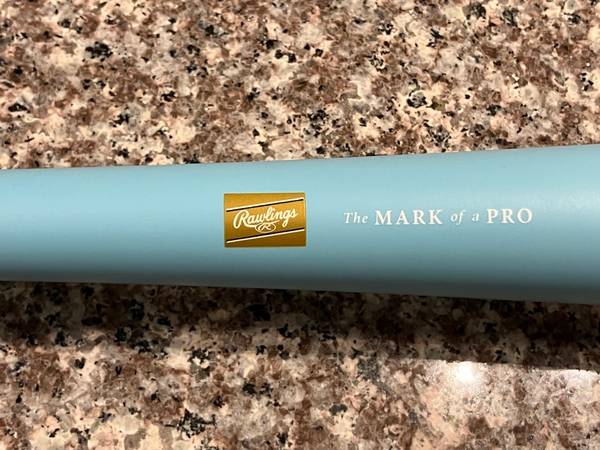 Rawlings
R
The MARK of a PRO